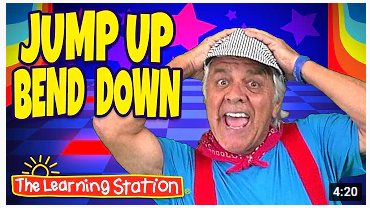 JUMP UP
BEND DOWN
The Learning Station®
4:20